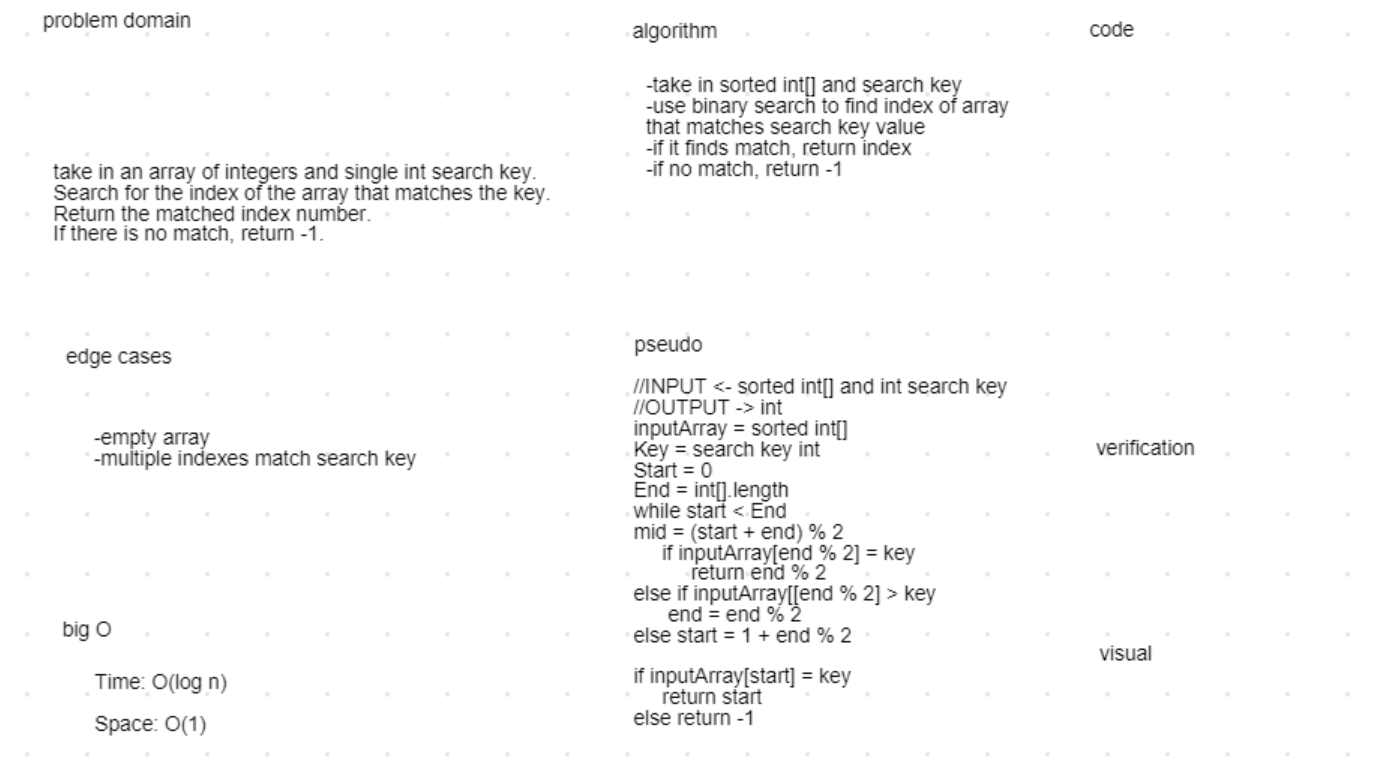 problem domain
take in an array of integers and single int search key.
Search for the index of the array that matches the key.
Return the matched index number.
If there is no match, return -1.
edge cases
-empty array
-multiple indexes match search key
big O
Time: O(log n)
Space: O(1)
algorithm
-take in sorted int[] and search key
-use binary search to find index of array
that matches search key value
-if it finds match, return index
-if no match, return -1
pseudo
//INPUT <- sorted int[] and int search key
//OUTPUT -> int
inputArray = sorted int[]
Key = search key int
Start = 0
End = int[].length
while start < End
mid = (start + end) % 2
if inputArray[end % 2] = key
return end % 2
else if inputArray[[end % 2] > key
end = end % 2
else start = 1 + end % 2
if inputArray[start] = key
return start
else return -1
code
verification
visual